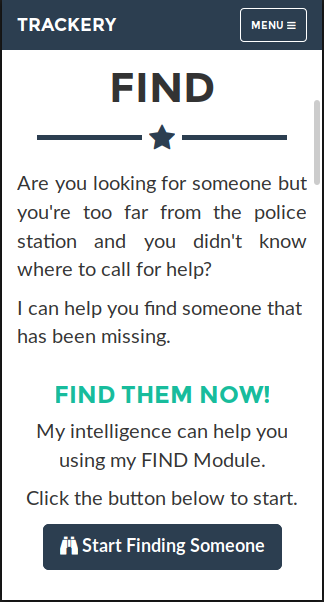 TRACKERY
MENU
FIND
Are you looking for someone but
you're too far from the police
station and you didn't know
where to call for help?
I can help you find someone that
has been missing.
FIND THEM NOW!
My intelligence can help you
using my FIND Module.
Click the button below to start.
Start Finding Someone